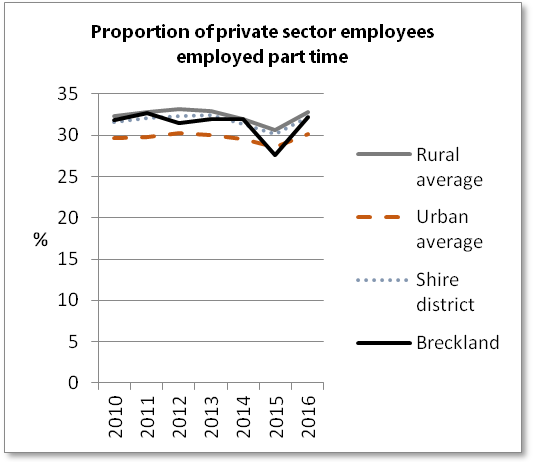 Proportion of private sector employees
employed part time
35
30
25
20
15
10
5
0
%
2010
2011
2012
2013
2014
2015
2016
Rural
average
Urban
average
Shire
district
Breckland